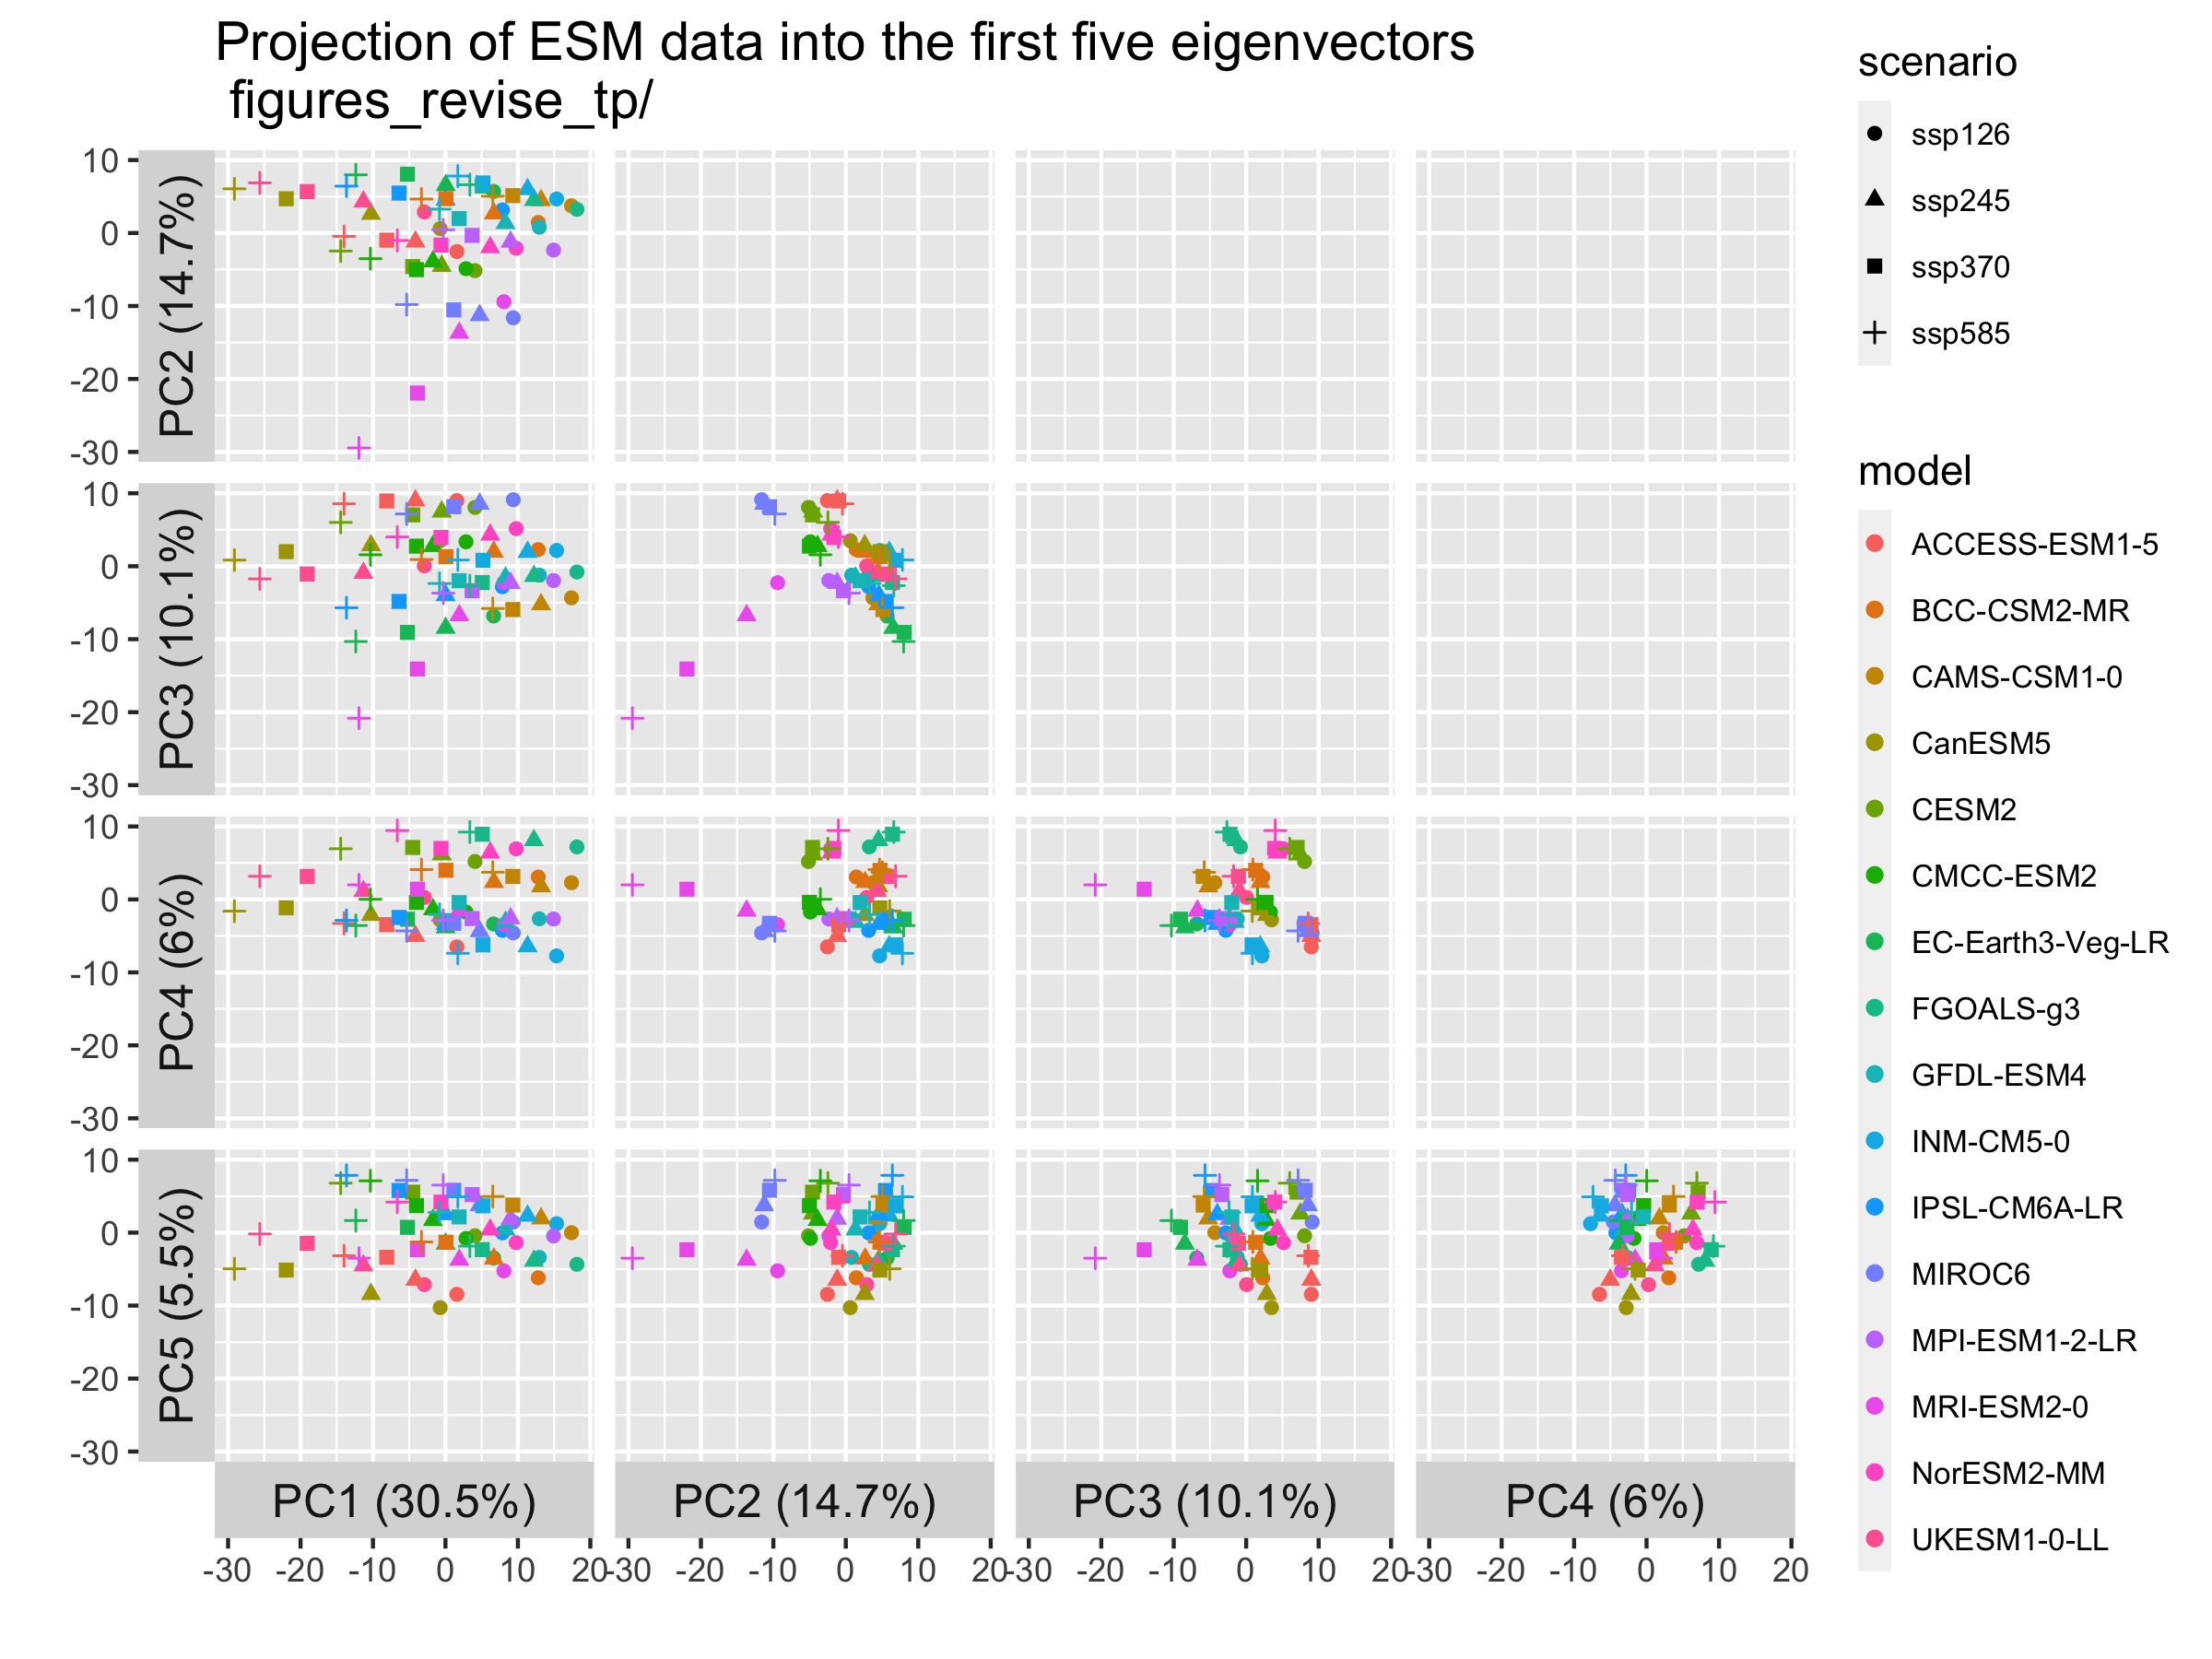 Projection of ESM data into the first five eigenvectors
figures_revise_tp/
10
0
-10
-20
-30
PC2 (14.7%)
10
0
-10
-20
-30
PC3 (10.1%)
10
0
-10
-20
-30
PC4 (6%)
10
0
-10
-20
-30
PC5 (5.5%)
PC1 (30.5%) PC2 (14.7%) PC3 (10.1%) PC4 (6%)
-30 -20 -10 0 10 20 -30 -20 -10 0 10 20 -30 -20 -10 0 10 20 -30 -20 -10 0 10 20
scenario
ssp126
ssp245
ssp370
ssp585
model
ACCESS-ESM1-5
BCC-CSM2-MR
CAMS-CSM1-0
CanESM5
CESM2
CMCC-ESM2
EC-Earth3-Veg-LR
FGOALS-g3
GFDL-ESM4
INM-CM5-0
IPSL-CM6A-LR
MIROC6
MPI-ESM1-2-LR
MRI-ESM2-0
NorESM2-MM
UKESM1-0-LL